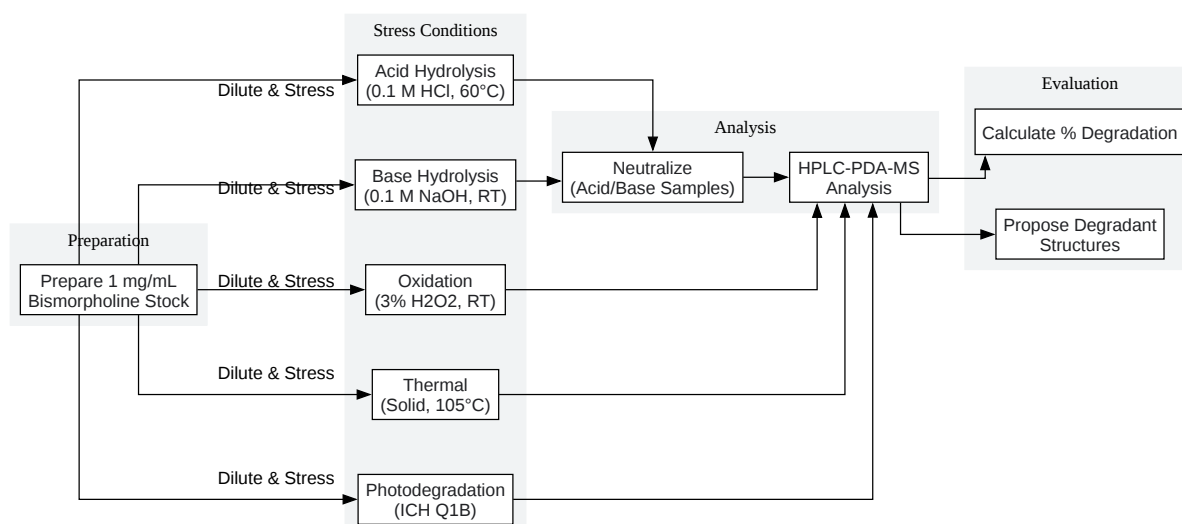 Stress Conditions
Acid Hydrolysis
(0.1 M HCl, 60°C)
Dilute & Stress
Evaluation
Calculate % Degradation
Analysis
Base Hydrolysis
(0.1 M NaOH, RT)
Dilute & Stress
Neutralize
(Acid/Base Samples)
HPLC-PDA-MS
Analysis
Propose Degradant
Structures
Preparation
Prepare 1 mg/mL
Bismorpholine Stock
Dilute & Stress
Oxidation
(3% H2O2, RT)
Dilute & Stress
Thermal
(Solid, 105°C)
Dilute & Stress
Photodegradation
(ICH Q1B)